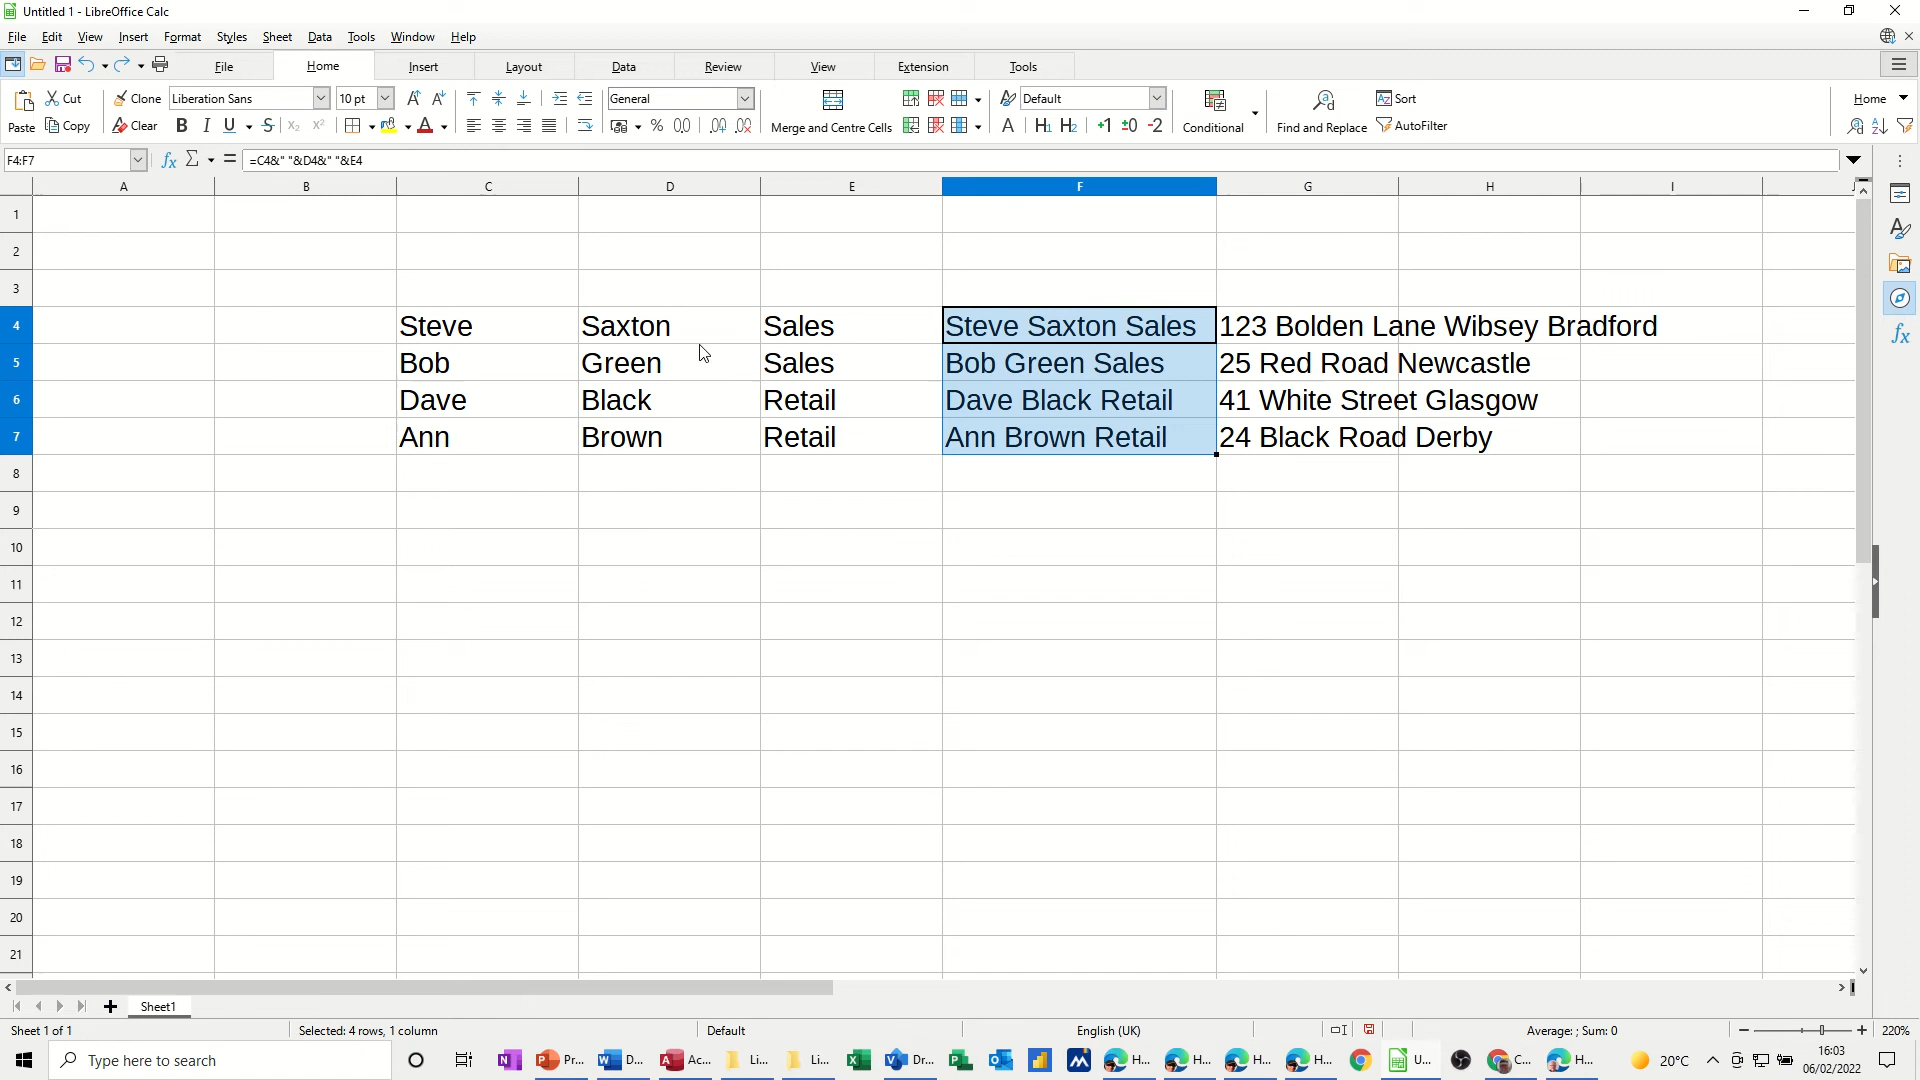 Untitled 1 - LibreOffice Calc
File Edit View Insert Format Styles Sheet Data Tools Window Help
File Home Insert Layout Data Review View Extension Tools
Paste Cut Copy Clone Clear Liberation Sans 10 pt General Merge and Centre Cells Default Conditional Find and Replace Sort AutoFilter Home
F4:F7 =C4&" "&D4&" "&E4
A B C D E F G H I
1
2
3
4 Steve Saxton Sales Steve Saxton Sales 123 Bolden Lane Wibsey Bradford
5 Bob Green Sales Bob Green Sales 25 Red Road Newcastle
6 Dave Black Retail Dave Black Retail 41 White Street Glasgow
7 Ann Brown Retail Ann Brown Retail 24 Black Road Derby
8
9
10
11
12
13
14
15
16
17
18
19
20
21
Sheet1
Sheet 1 of 1 Selected: 4 rows, 1 column Default English (UK) Average: ; Sum: 0 220%
Type here to search Pr... D... Ac... Li... Li... Dr... H... H... H... H... U... C... H... 20°C 16:03
06/02/2022